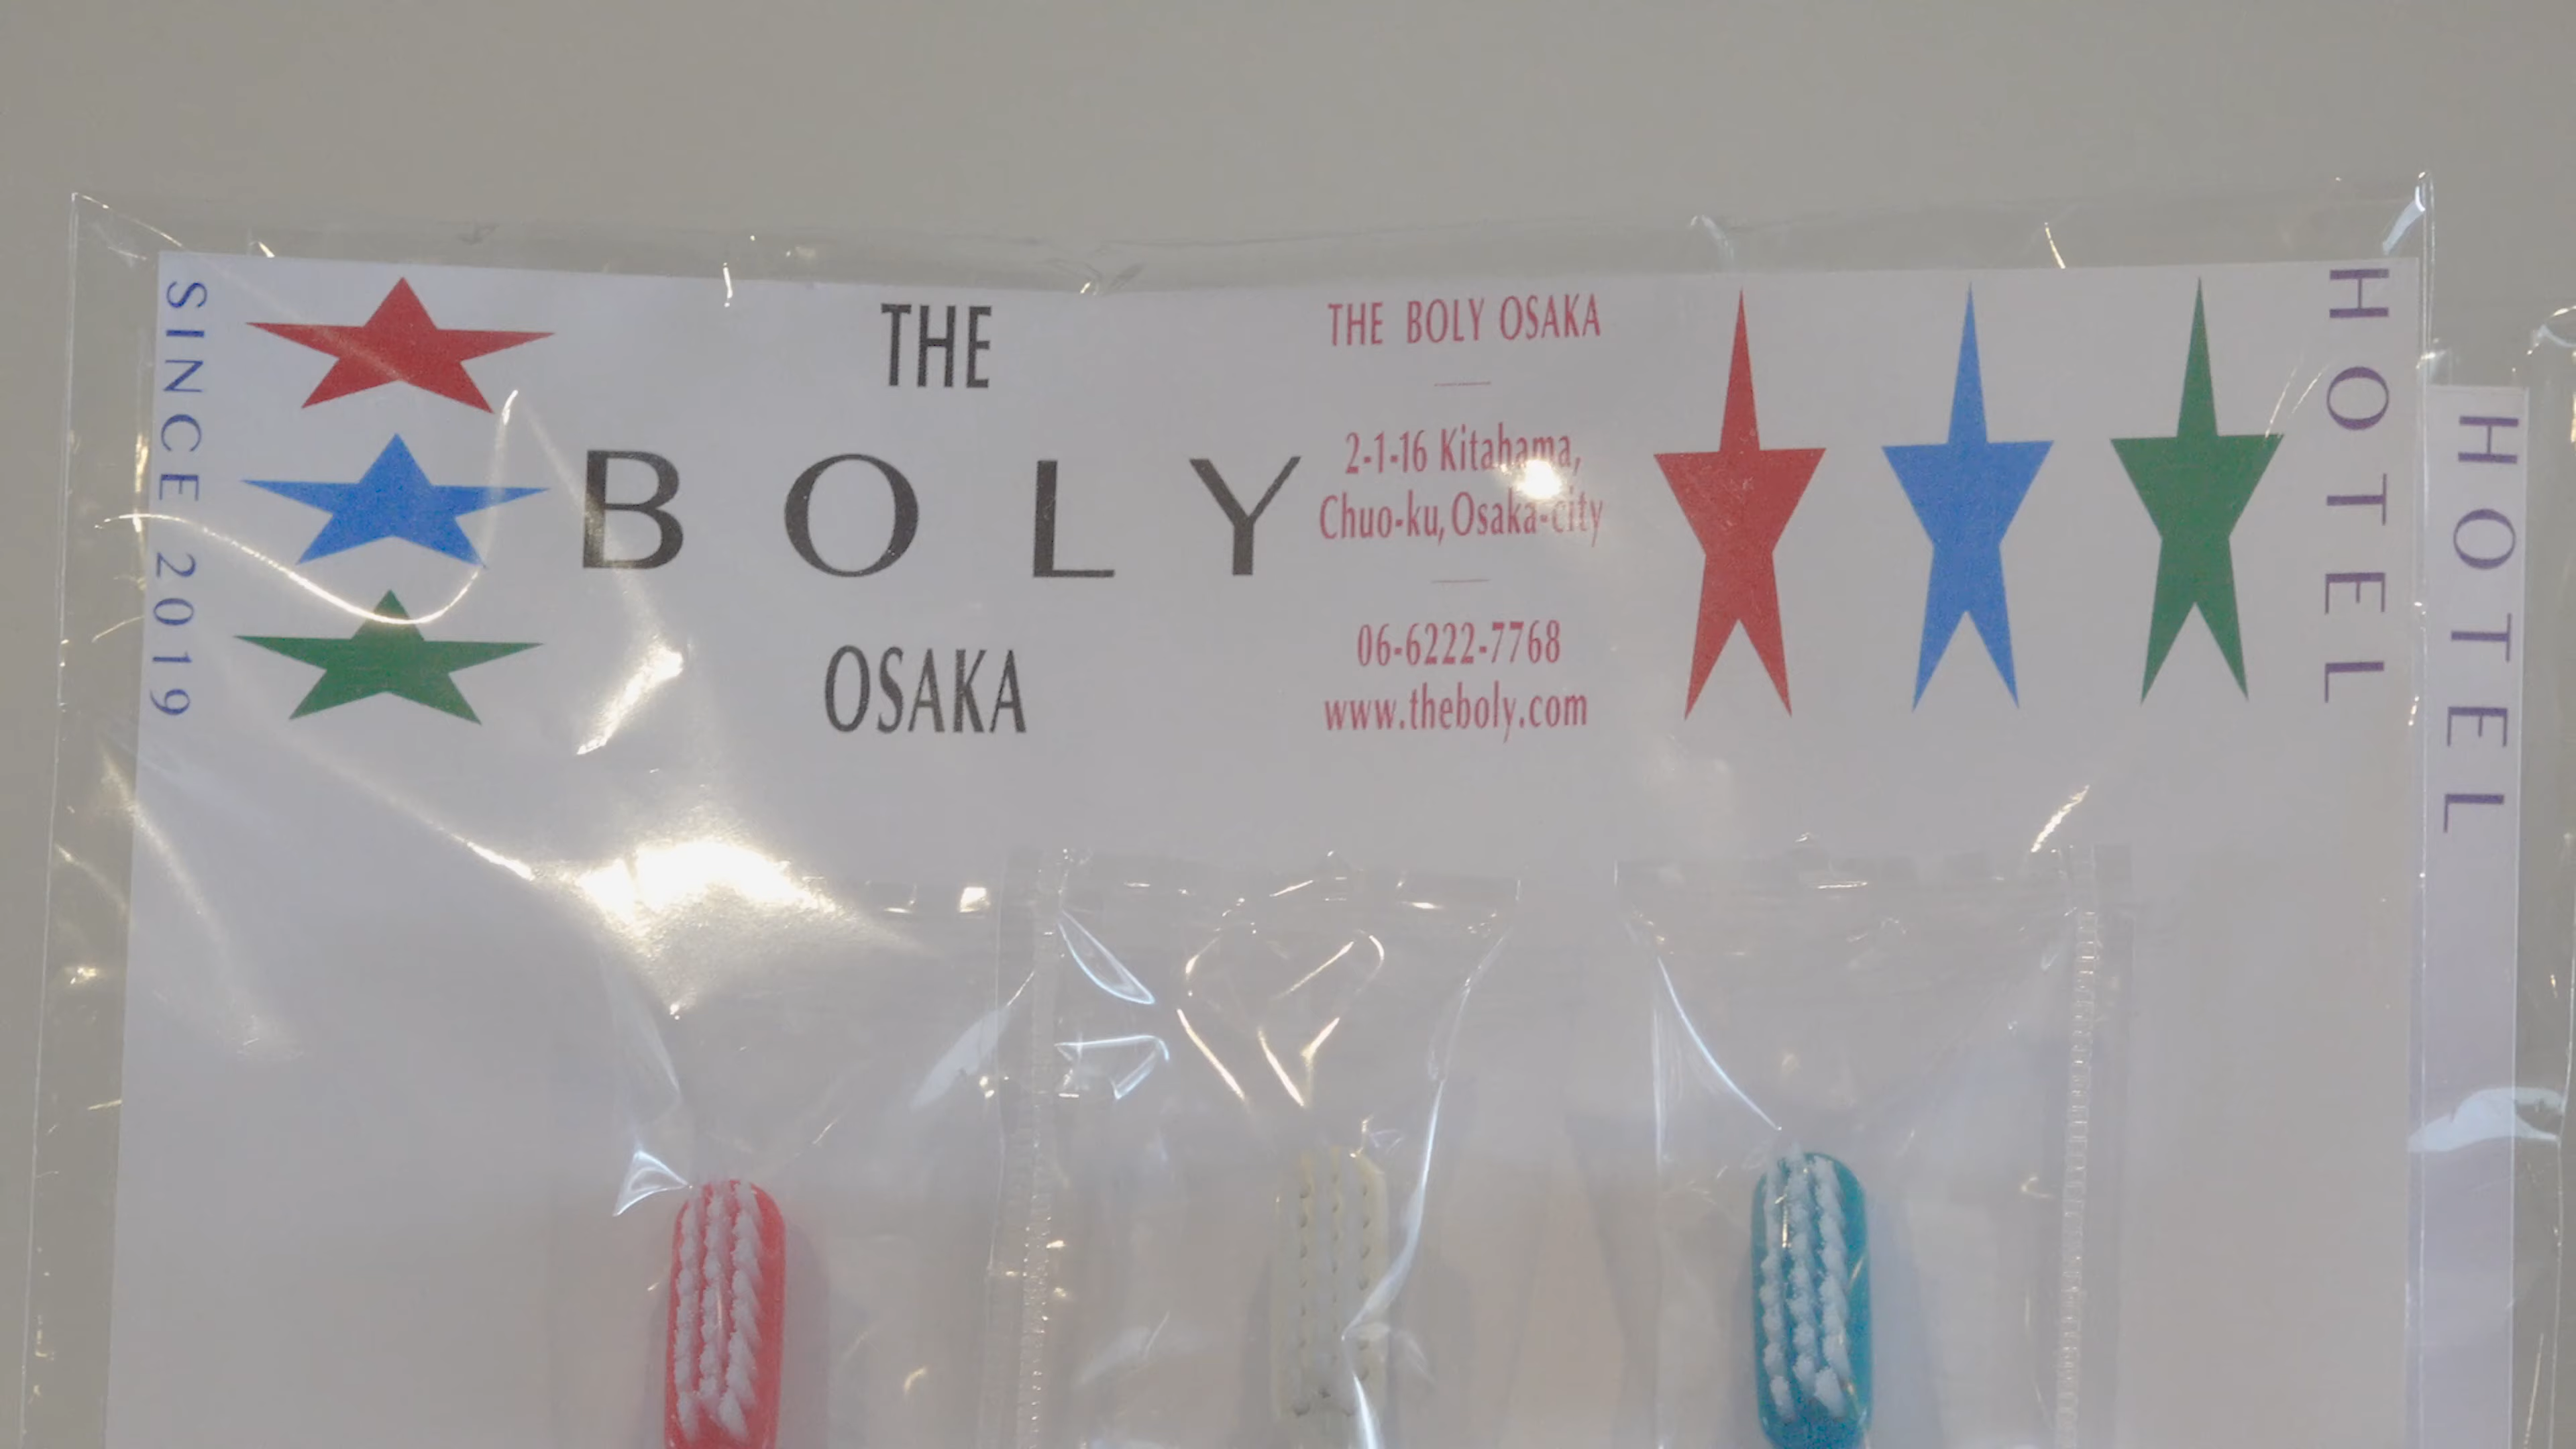 SINCE 2019
THE
BOLY
OSAKA
THE BOLY OSAKA
2-1-16 Kitahama,
Chuo-ku, Osaka-city
06-6222-7768
www.theboly.com
HOTEL
HOTEL